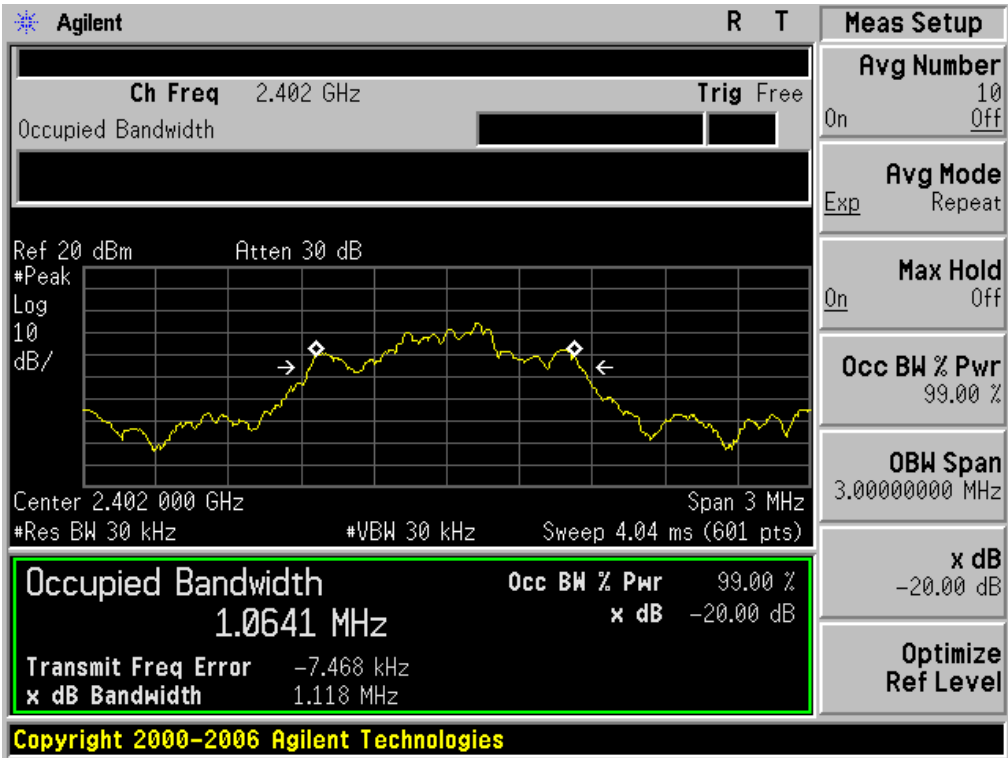 Agilent R T
Ch Freq 2.402 GHz Trig Free
Occupied Bandwidth
Ref 20 dBm Atten 30 dB
#Peak
Log
10
dB/
Center 2.402 000 GHz Span 3 MHz
#Res BW 30 kHz #VBW 30 kHz Sweep 4.04 ms (601 pts)
Occupied Bandwidth Occ BW % Pwr 99.00 %
1.0641 MHz x dB -20.00 dB
Transmit Freq Error -7.468 kHz
x dB Bandwidth 1.118 MHz
Copyright 2000-2006 Agilent Technologies
Meas Setup
Avg Number
10
On Off
Avg Mode
Exp Repeat
Max Hold
On Off
Occ BW % Pwr
99.00 %
OBW Span
3.00000000 MHz
x dB
-20.00 dB
Optimize
Ref Level